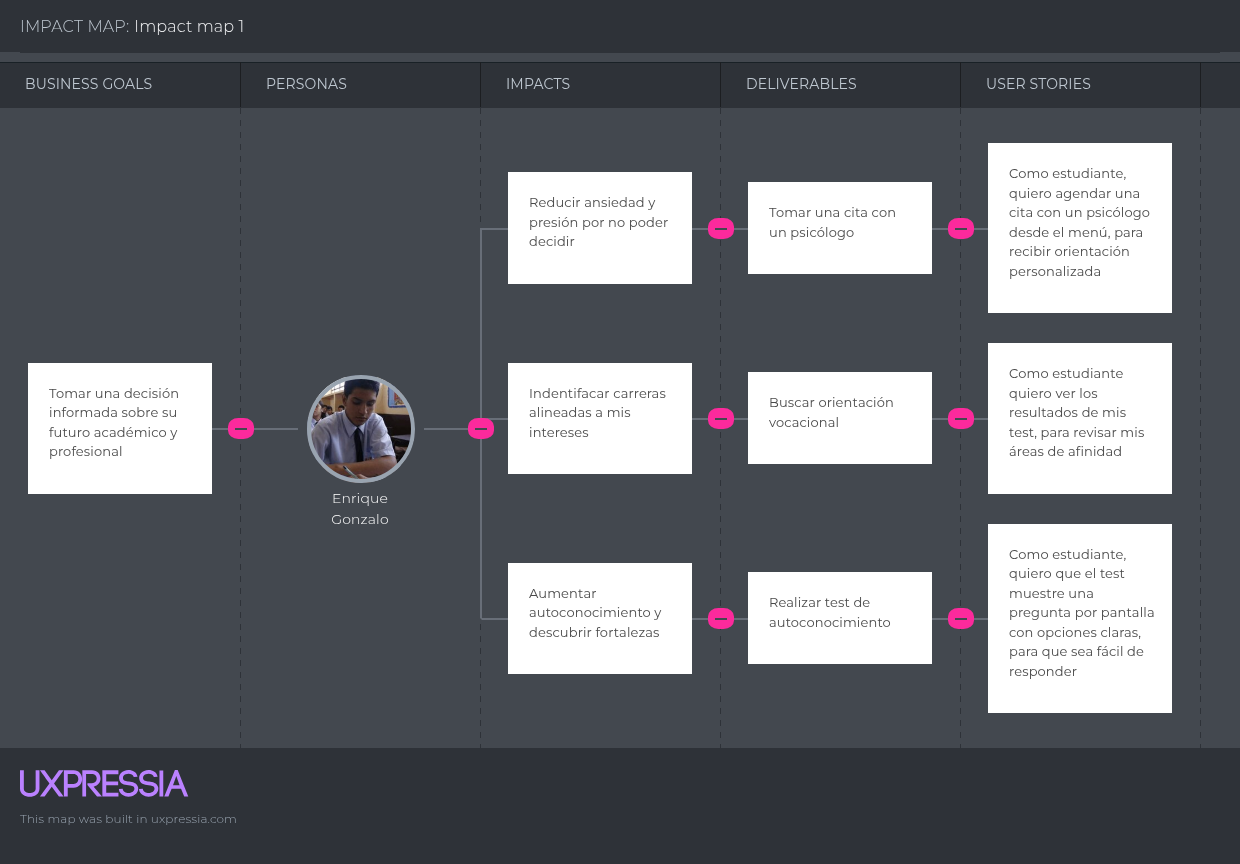 IMPACT MAP: Impact map 1
BUSINESS GOALS
PERSONAS
IMPACTS
DELIVERABLES
USER STORIES
Tomar una decisión
informada sobre su
futuro académico y
profesional
Enrique
Gonzalo
Reducir ansiedad y
presión por no poder
decidir
Tomar una cita con
un psicólogo
Como estudiante,
quiero agendar una
cita con un psicólogo
desde el menú, para
recibir orientación
personalizada
Indentifacar carreras
alineadas a mis
intereses
Buscar orientación
vocacional
Como estudiante
quiero ver los
resultados de mis
test, para revisar mis
áreas de afinidad
Aumentar
autoconocimiento y
descubrir fortalezas
Realizar test de
autoconocimiento
Como estudiante,
quiero que el test
muestre una
pregunta por pantalla
con opciones claras,
para que sea fácil de
responder
UXPRESSIA
This map was built in uxpressia.com